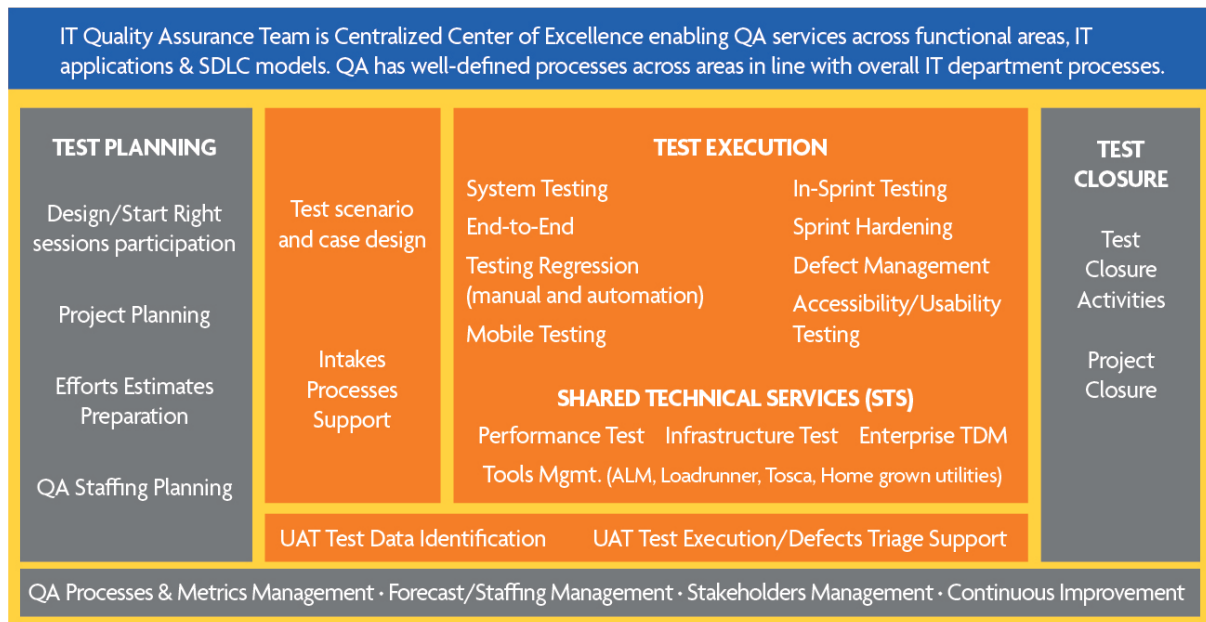 IT Quality Assurance Team is Centralized Center of Excellence enabling QA services across functional areas, IT
applications & SDLC models. QA has well-defined processes across areas in line with overall IT department processes.
TEST PLANNING
Design/Start Right
sessions participation
Project Planning
Efforts Estimates
Preparation
QA Staffing Planning
Test scenario
and case design
Intakes
Processes
Support
TEST EXECUTION
System Testing
End-to-End
Testing Regression
(manual and automation)
Mobile Testing
In-Sprint Testing
Sprint Hardening
Defect Management
Accessibility/Usability
Testing
SHARED TECHNICAL SERVICES (STS)
Performance Test Infrastructure Test Enterprise TDM
Tools Mgmt. (ALM, Loadrunner, Tosca, Home grown utilities)
UAT Test Data Identification UAT Test Execution/Defects Triage Support
TEST
CLOSURE
Test
Closure
Activities
Project
Closure
QA Processes & Metrics Management · Forecast/Staffing Management · Stakeholders Management · Continuous Improvement